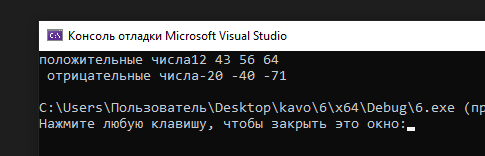 Консоль отладки Microsoft Visual Studio
положительные числа12 43 56 64
отрицательные числа-20 -40 -71
C:\Users\Пользователь\Desktop\kavo\6\x64\Debug\6.exe (пр
Нажмите любую клавишу, чтобы закрыть это окно: